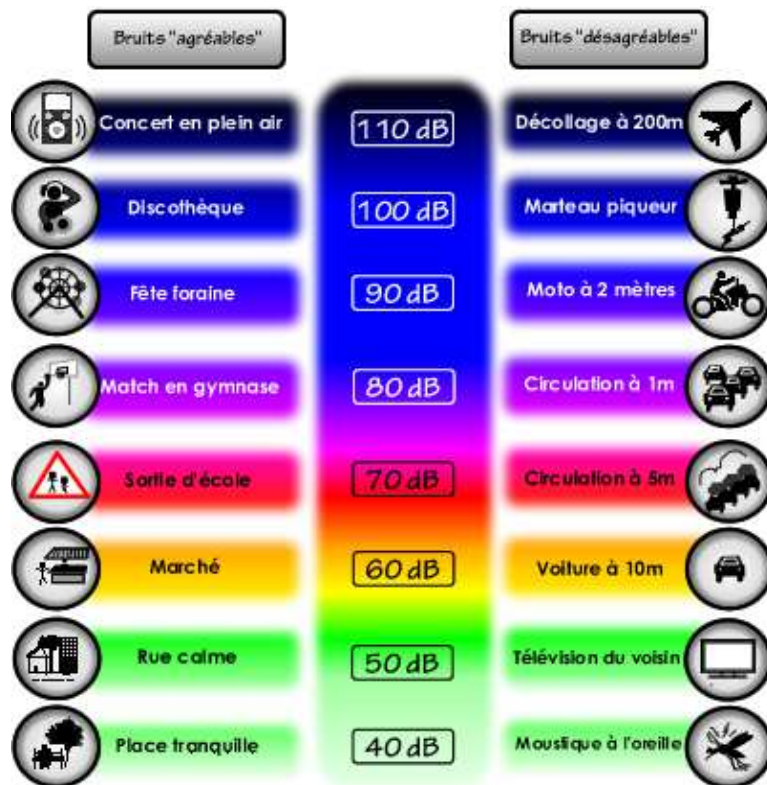 Bruits "agréables"
Bruits "désagréables"
Concert en plein air
110 dB
Décollage à 200m
Discothèque
100 dB
Marteau piqueur
Fête foraine
90 dB
Moto à 2 mètres
Match en gymnase
80 dB
Circulation à 1m
Sortie d'école
70 dB
Circulation à 5m
Marché
60 dB
Voiture à 10m
Rue calme
50 dB
Télévision du voisin
Place tranquille
40 dB
Moustique à l'oreille